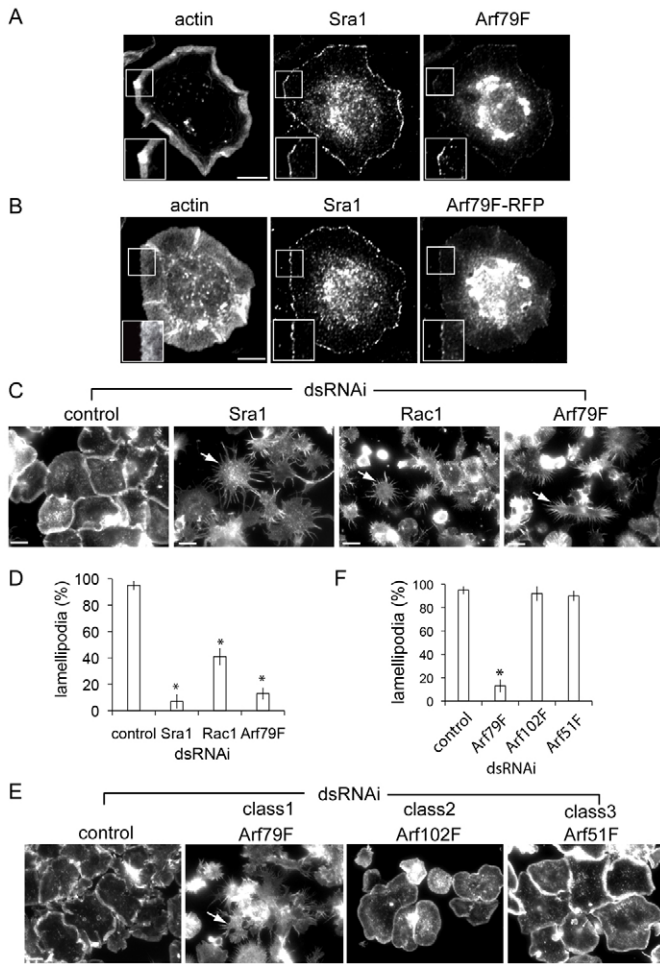 A
actin Sra1 Arf79F
B
actin Sra1 Arf79F-RFP
C
dsRNAi
control Sra1 Rac1 Arf79F
D
lamellipodia (%)
100
80
60
40
20
0
* * *
control Sra1 Rac1 Arf79F
dsRNAi
F
lamellipodia (%)
100
80
60
40
20
0
*
control Arf79F Arf102F Arf51F
dsRNAi
E
dsRNAi
class1 class2 class3
control Arf79F Arf102F Arf51F